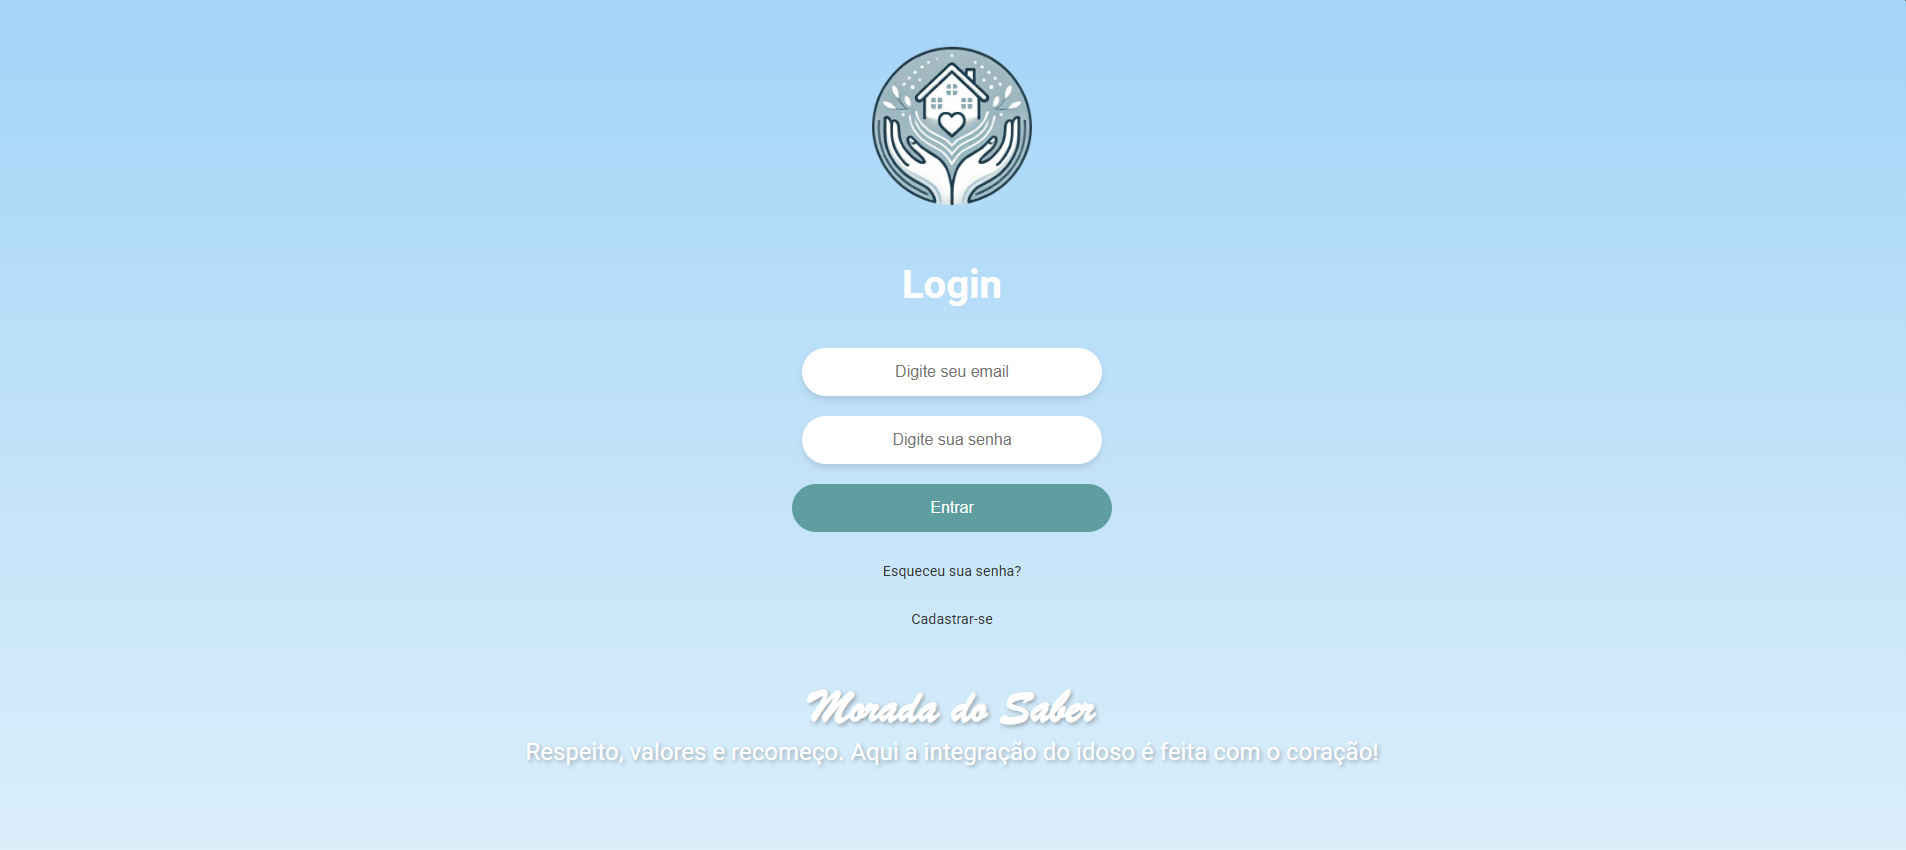 Login
Digite seu email
Digite sua senha
Entrar
Esqueceu sua senha?
Cadastrar-se
Morada do Saber
Respeito, valores e recomeço. Aqui a integração do idoso é feita com o coração!